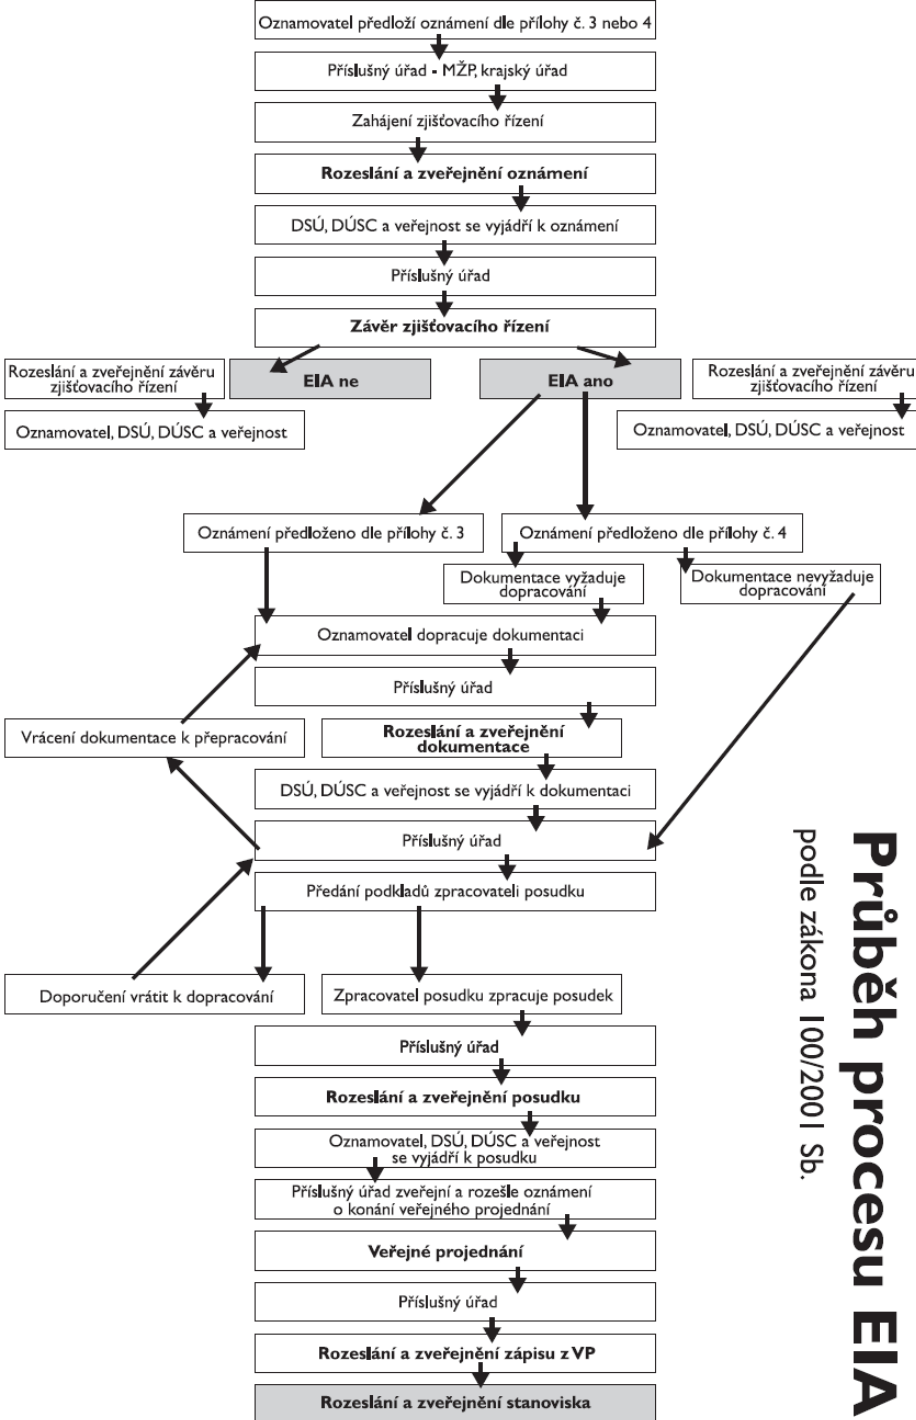 Oznamovatel předloží oznámení dle přílohy č. 3 nebo 4
Příslušný úřad - MŽP, krajský úřad
Zahájení zjišťovacího řízení
Rozeslání a zveřejnění oznámení
DSÚ, DÚSC a veřejnost se vyjádří k oznámení
Příslušný úřad
Závěr zjišťovacího řízení
Rozeslání a zveřejnění závěru
zjišťovacího řízení
EIA ne
EIA ano
Rozeslání a zveřejnění závěru
zjišťovacího řízení
Oznamovatel, DSÚ, DÚSC a veřejnost
Oznamovatel, DSÚ, DÚSC a veřejnost
Oznámení předloženo dle přílohy č. 3
Oznámení předloženo dle přílohy č. 4
Dokumentace vyžaduje
dopracování
Dokumentace nevyžaduje
dopracování
Oznamovatel dopracuje dokumentaci
Příslušný úřad
Vrácení dokumentace k přepracování
Rozeslání a zveřejnění
dokumentace
DSÚ, DÚSC a veřejnost se vyjádří k dokumentaci
Příslušný úřad
Předání podkladů zpracovateli posudku
Doporučení vrátit k dopracování
Zpracovatel posudku zpracuje posudek
Příslušný úřad
Rozeslání a zveřejnění posudku
Oznamovatel, DSÚ, DÚSC a veřejnost
se vyjádří k posudku
Příslušný úřad zveřejní a rozešle oznámení
o konání veřejného projednání
Veřejné projednání
Příslušný úřad
Rozeslání a zveřejnění zápisu z VP
Rozeslání a zveřejnění stanoviska
Průběh procesu EIA
podle zákona 100/2001 Sb.